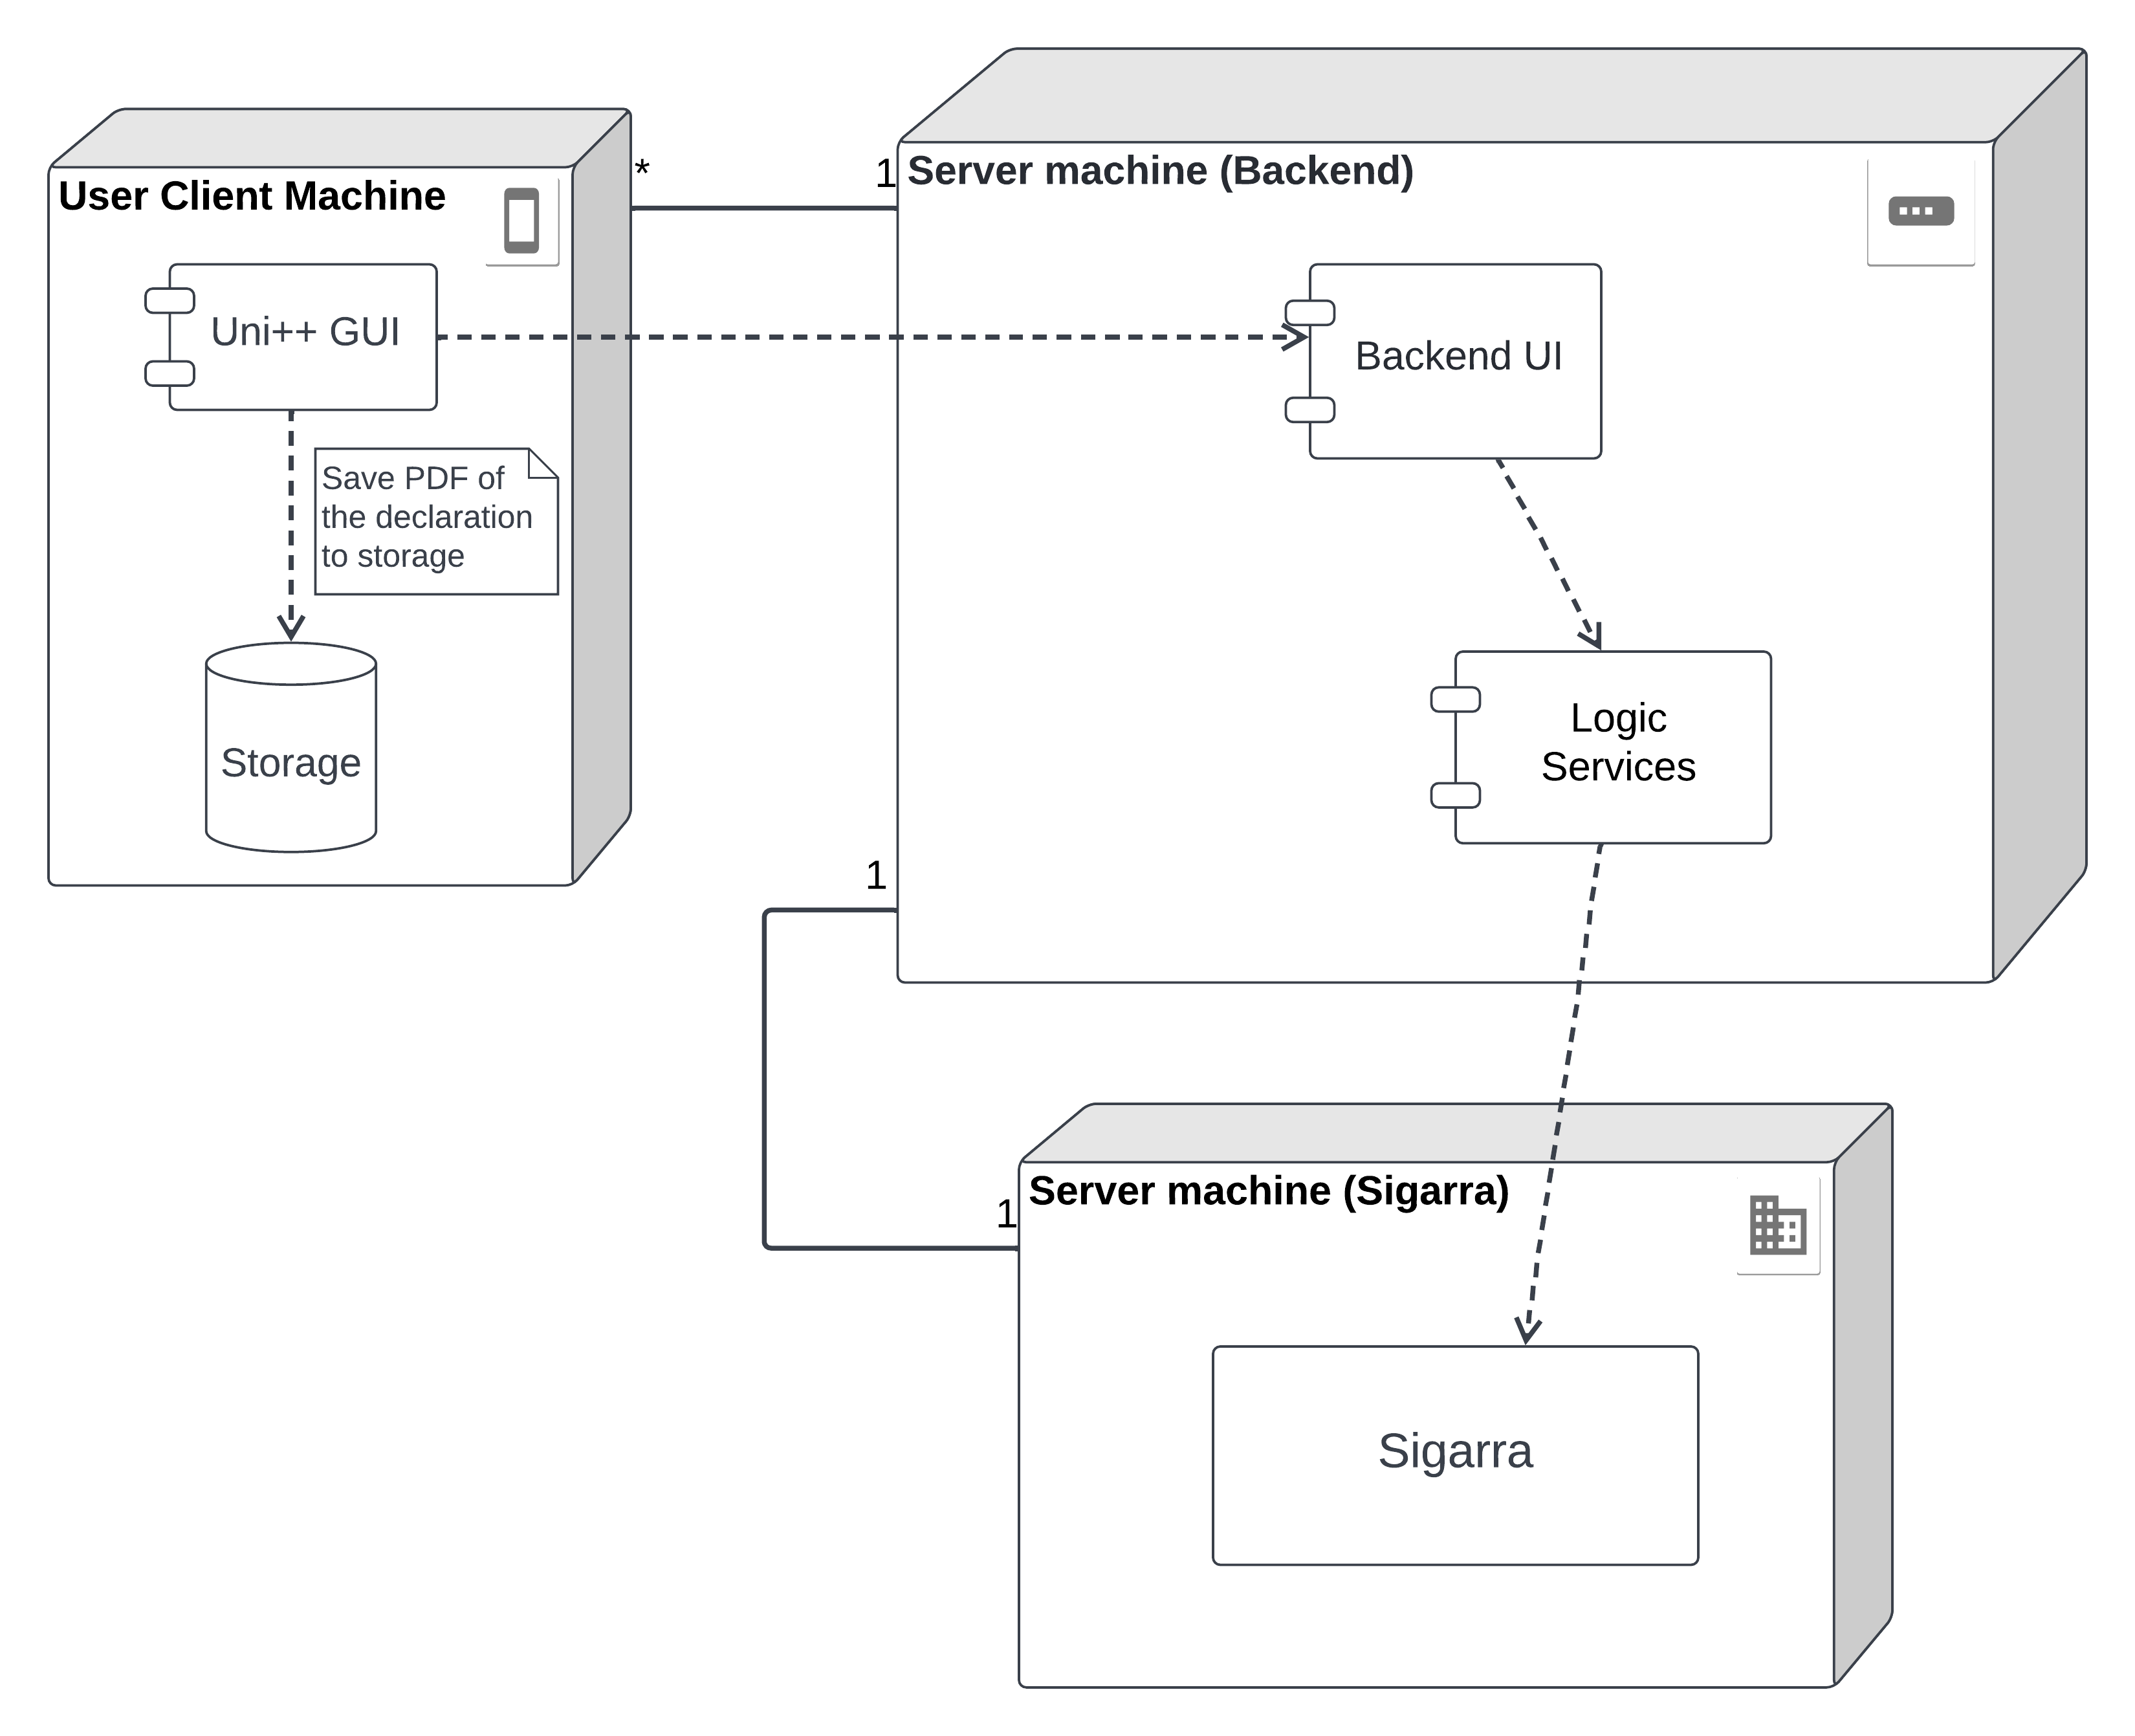 User Client Machine
Uni++ GUI
Save PDF of
the declaration
to storage
Storage
*
1
Server machine (Backend)
Backend UI
Logic
Services
1
1
Server machine (Sigarra)
Sigarra